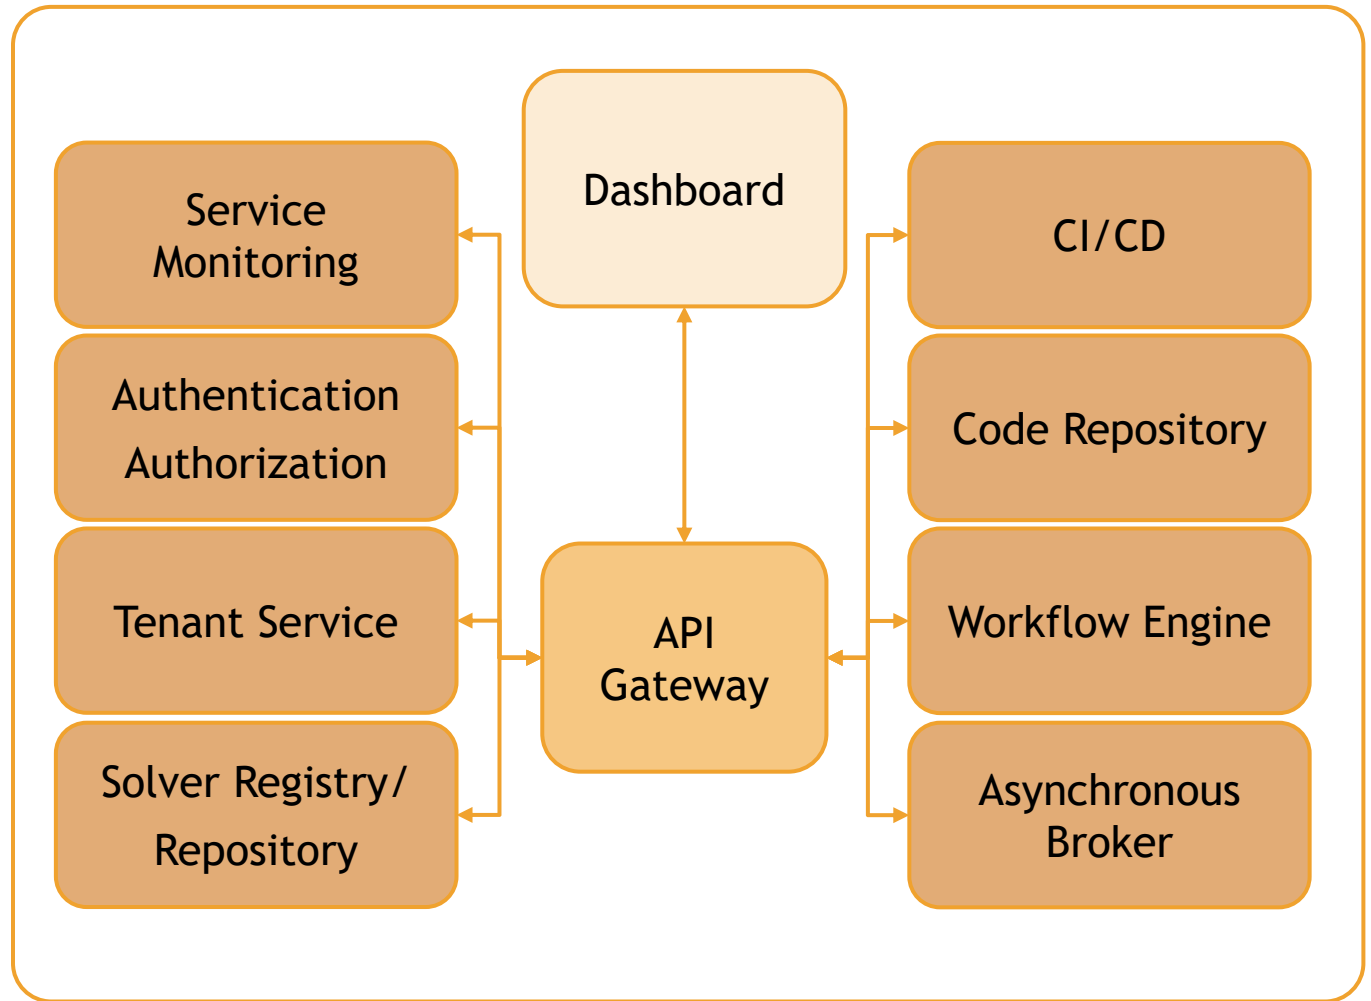 Dashboard
Service
Monitoring
CI/CD
Authentication
Authorization
Code Repository
Tenant Service
Workflow Engine
API
Gateway
Solver Registry/
Repository
Asynchronous
Broker